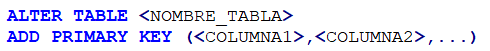 ALTER TABLE <NOMBRE_TABLA>
ADD PRIMARY KEY (<COLUMNA1>,<COLUMNA2>,...)